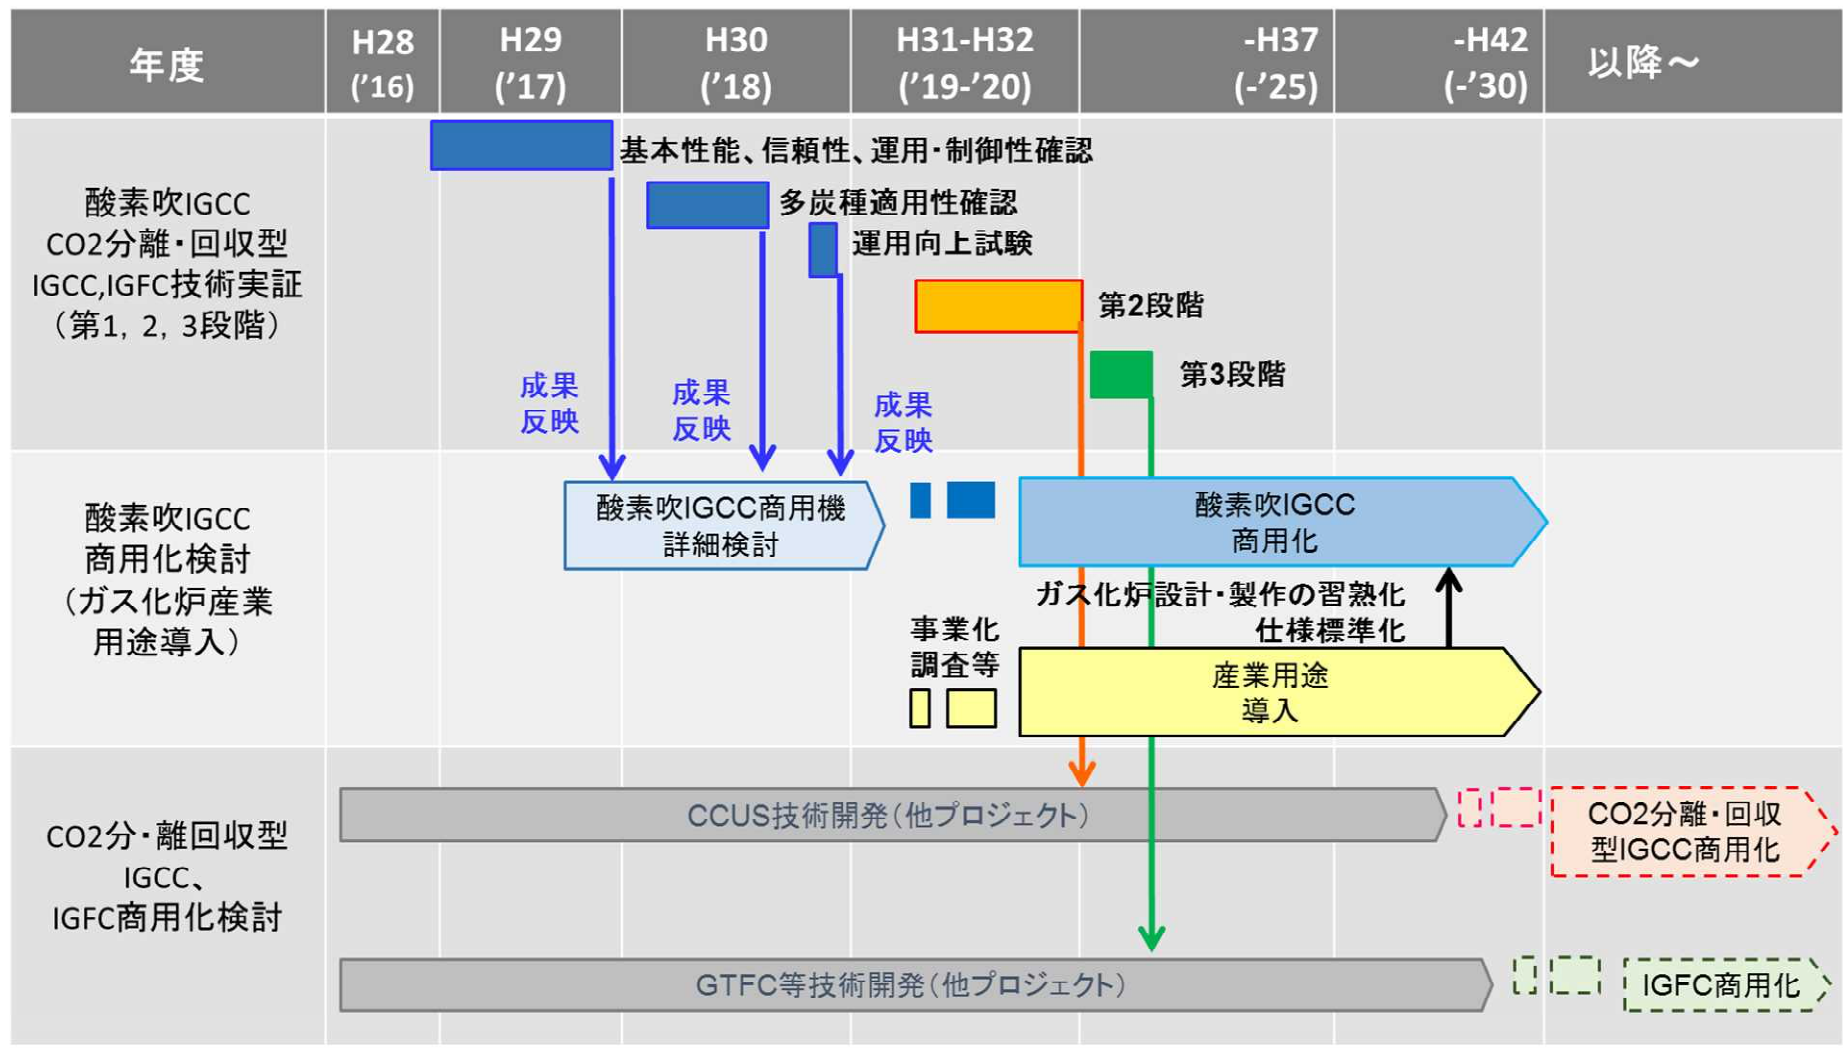 年度
H28
(’16)
H29
(’17)
H30
(’18)
H31-H32
(’19-’20)
-H37
(-’25)
-H42
(-’30)
以降～
酸素吹IGCC
CO2分離・回収型
IGCC,IGFC技術実証
（第1，2，3段階）
基本性能、信頼性、運用・制御性確認
多炭種適用性確認
運用向上試験
第2段階
第3段階
成果
反映
成果
反映
成果
反映
酸素吹IGCC
商用化検討
（ガス化炉産業
用途導入）
酸素吹IGCC商用機
詳細検討
酸素吹IGCC
商用化
ガス化炉設計・製作の習熟化
仕様標準化
事業化
調査等
産業用途
導入
CO2分・離回収型
IGCC、
IGFC商用化検討
CCUS技術開発（他プロジェクト）
CO2分離・回収
型IGCC商用化
GTFC等技術開発（他プロジェクト）
IGFC商用化